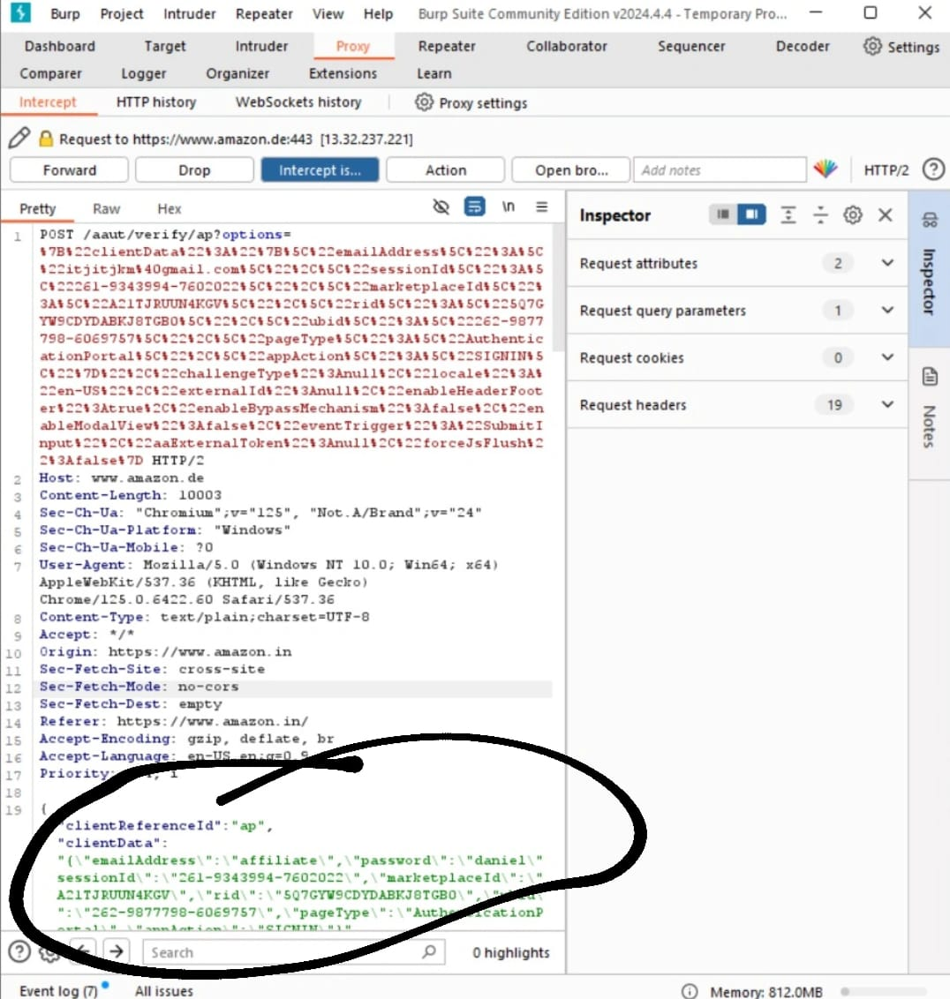 Burp Project Intruder Repeater View Help Burp Suite Community Edition v2024.4.4 - Temporary Pro...
Dashboard Target Intruder Proxy Repeater Collaborator Sequencer Decoder Settings
Comparer Logger Organizer Extensions Learn
Intercept HTTP history WebSockets history Proxy settings
Request to https://www.amazon.de:443 [13.32.237.221]
Forward Drop Intercept is... Action Open bro... Add notes HTTP/2 ?
Pretty Raw Hex \n
1 POST /aaut/verify/ap?options=
%7B%22clientData%22%3A%22%7B%5C%22emailAddress%5C%22%3A%5C
%22itjitjkm%40gmail.com%5C%22%2C%5C%22sessionId%5C%22%3A%5
C%22261-9343994-7602022%5C%22%2C%5C%22marketplaceId%5C%22%
3A%5C%22A21TJRUUN4KGV%5C%22%2C%5C%22rid%5C%22%3A%5C%225Q7G
YW9CDYDABKJ8TGB0%5C%22%2C%5C%22ubid%5C%22%3A%5C%22262-9877
798-6069757%5C%22%2C%5C%22pageType%5C%22%3A%5C%22Authentic
ationPortal%5C%22%2C%5C%22appAction%5C%22%3A%5C%22SIGNIN%5
C%22%7D%22%2C%22challengeType%22%3Anull%2C%22locale%22%3A%
22en-US%22%2C%22externalId%22%3Anull%2C%22enableHeaderFoot
er%22%3Atrue%2C%22enableBypassMechanism%22%3Afalse%2C%22en
ableModalView%22%3Afalse%2C%22eventTrigger%22%3A%22SubmitI
nput%22%2C%22aaExternalToken%22%3Anull%2C%22forceJsFlush%2
2%3Afalse%7D HTTP/2
2 Host: www.amazon.de
3 Content-Length: 10003
4 Sec-Ch-Ua: "Chromium";v="125", "Not.A/Brand";v="24"
5 Sec-Ch-Ua-Platform: "Windows"
6 Sec-Ch-Ua-Mobile: ?0
7 User-Agent: Mozilla/5.0 (Windows NT 10.0; Win64; x64)
AppleWebKit/537.36 (KHTML, like Gecko)
Chrome/125.0.6422.60 Safari/537.36
8 Content-Type: text/plain;charset=UTF-8
9 Accept: */*
10 Origin: https://www.amazon.in
11 Sec-Fetch-Site: cross-site
12 Sec-Fetch-Mode: no-cors
13 Sec-Fetch-Dest: empty
14 Referer: https://www.amazon.in/
15 Accept-Encoding: gzip, deflate, br
16 Accept-Language: en-US,en;q=0.9
17 Priority: i
18
19 {
"clientReferenceId":"ap",
"clientData":
"{\"emailAddress\":\"affiliate\",\"password\":\"daniel\"
sessionId\":\"261-9343994-7602022\",\"marketplaceId\":\"
A21TJRUUN4KGV\",\"rid\":\"5Q7GYW9CDYDABKJ8TGB0\",\"
\":\"262-9877798-6069757\",\"pageType\":\"AuthenticationP
ortal\",\"appAction\":\"SIGNIN\"}"
Search 0 highlights
Event log (7) All issues Memory: 812.0MB
Inspector
Request attributes 2
Request query parameters 1
Request cookies 0
Request headers 19
Inspector
Notes